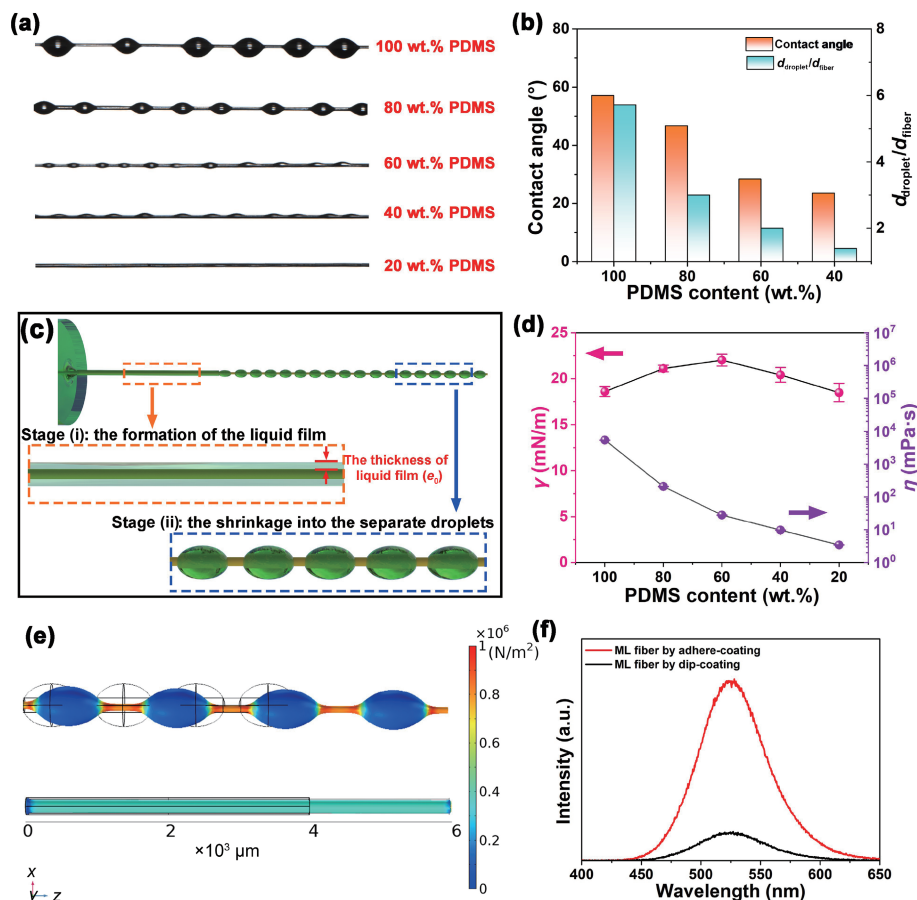 (a)
100 wt.% PDMS
80 wt.% PDMS
60 wt.% PDMS
40 wt.% PDMS
20 wt.% PDMS
(b)
Contact angle
d_droplet/d_fiber
80
60
40
20
0
Contact angle (°)
8
6
4
2
d_droplet/d_fiber
100
80
60
40
PDMS content (wt.%)
(c)
Stage (i): the formation of the liquid film
The thickness of
liquid film (e₀)
Stage (ii): the shrinkage into the separate droplets
(d)
25
20
15
10
5
0
γ (mN/m)
10⁷
10⁶
10⁵
10⁴
10³
10²
10¹
10⁰
η (mPa·s)
100
80
60
40
20
PDMS content (wt.%)
(e)
×10⁶
(N/m²)
1
0.8
0.6
0.4
0.2
0
0
2
4
6
×10³ μm
x
y
z
(f)
ML fiber by adhere-coating
ML fiber by dip-coating
Intensity (a.u.)
400
450
500
550
600
650
Wavelength (nm)